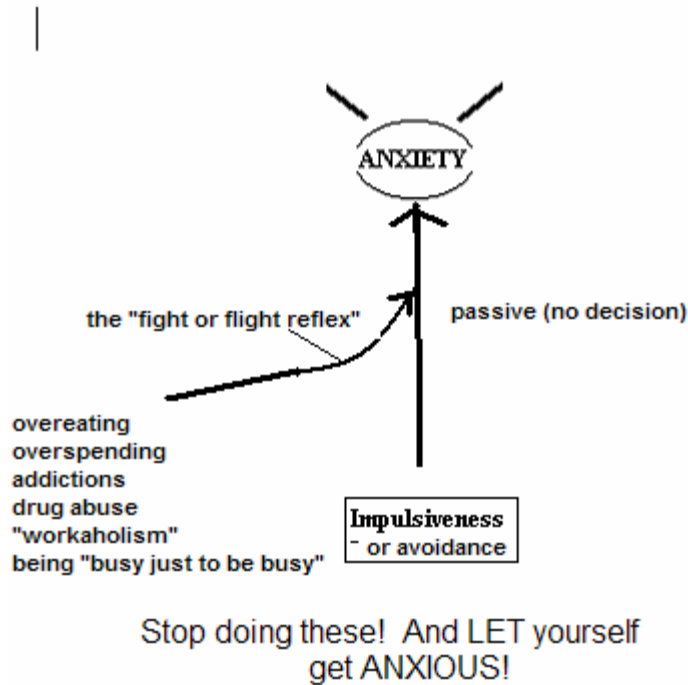 ANXIETY
the "fight or flight reflex"
passive (no decision)
overeating
overspending
addictions
drug abuse
"workaholism"
being "busy just to be busy"
Impulsiveness
- or avoidance
Stop doing these! And LET yourself
get ANXIOUS!